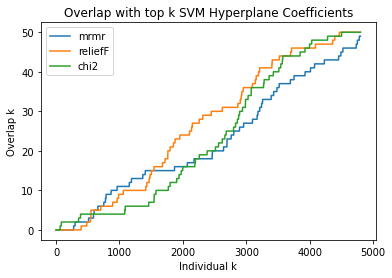 Overlap with top k SVM Hyperplane Coefficients
mrmr
reliefF
chi2
Overlap k
50
40
30
20
10
0
0 1000 2000 3000 4000 5000
Individual k